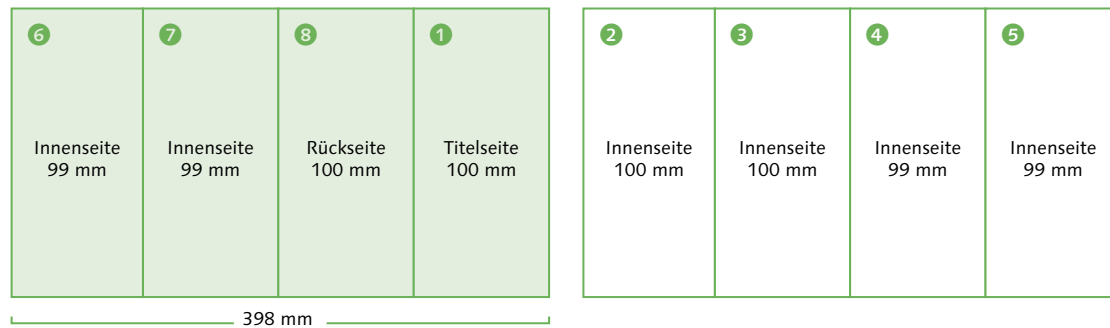 6 7 8 1
Innenseite 99 mm
Innenseite 99 mm
Rückseite 100 mm
Titelseite 100 mm
398 mm
2 3 4 5
Innenseite 100 mm
Innenseite 100 mm
Innenseite 99 mm
Innenseite 99 mm